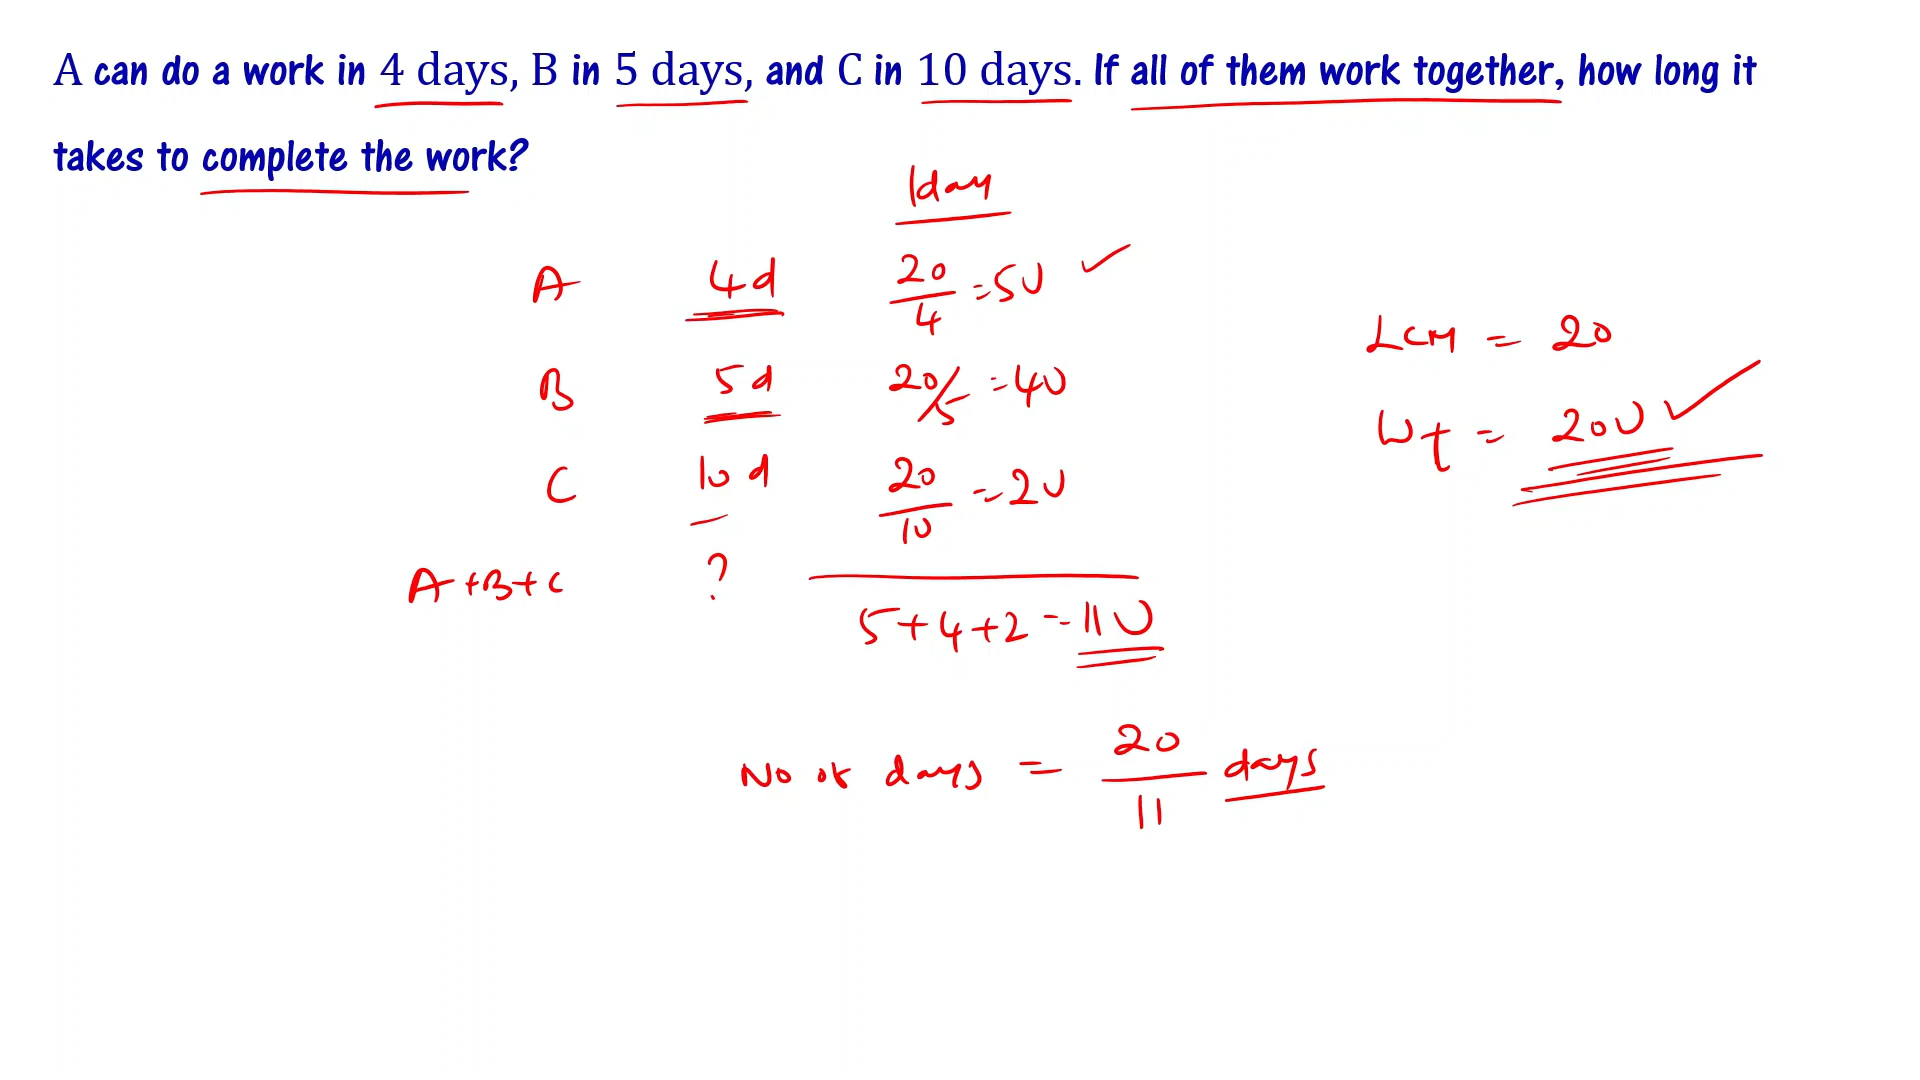 A can do a work in 4 days, B in 5 days, and C in 10 days. If all of them work together, how long it
takes to complete the work?
1day
A 4d 20/4 = 5U ✓
B 5d 20/5 = 4U
C 10d 20/10 = 2U
A+B+C ?
5+4+2 = 11U
LCM = 20
Wt = 20U ✓
No of days = 20/11 days